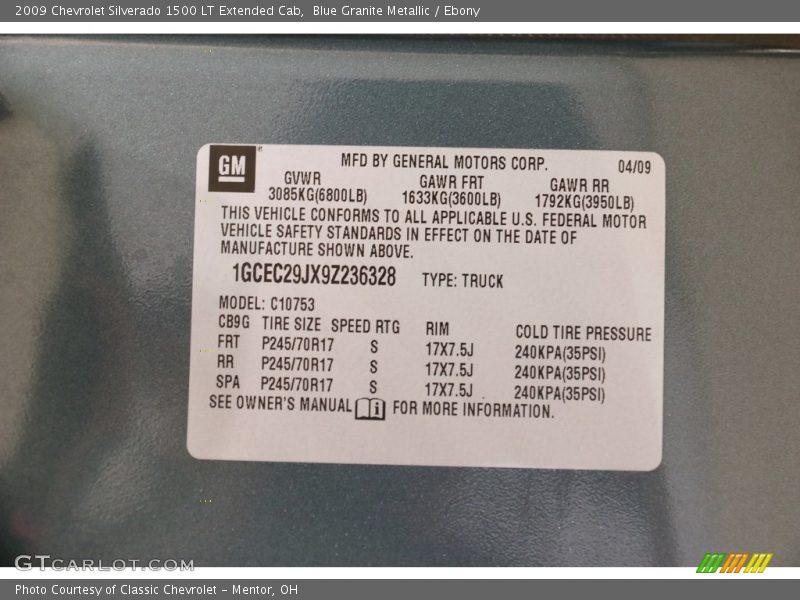 2009 Chevrolet Silverado 1500 LT Extended Cab, Blue Granite Metallic / Ebony
GM
MFD BY GENERAL MOTORS CORP. 04/09
GVWR GAWR FRT GAWR RR
3085KG(6800LB) 1633KG(3600LB) 1792KG(3950LB)
THIS VEHICLE CONFORMS TO ALL APPLICABLE U.S. FEDERAL MOTOR
VEHICLE SAFETY STANDARDS IN EFFECT ON THE DATE OF
MANUFACTURE SHOWN ABOVE.
1GCEC29JX9Z236328 TYPE: TRUCK
MODEL: C10753
CB9G TIRE SIZE SPEED RTG RIM COLD TIRE PRESSURE
FRT P245/70R17 S 17X7.5J 240KPA(35PSI)
RR P245/70R17 S 17X7.5J 240KPA(35PSI)
SPA P245/70R17 S 17X7.5J 240KPA(35PSI)
SEE OWNER'S MANUAL i FOR MORE INFORMATION.
GTCARLOT.COM
Photo Courtesy of Classic Chevrolet - Mentor, OH